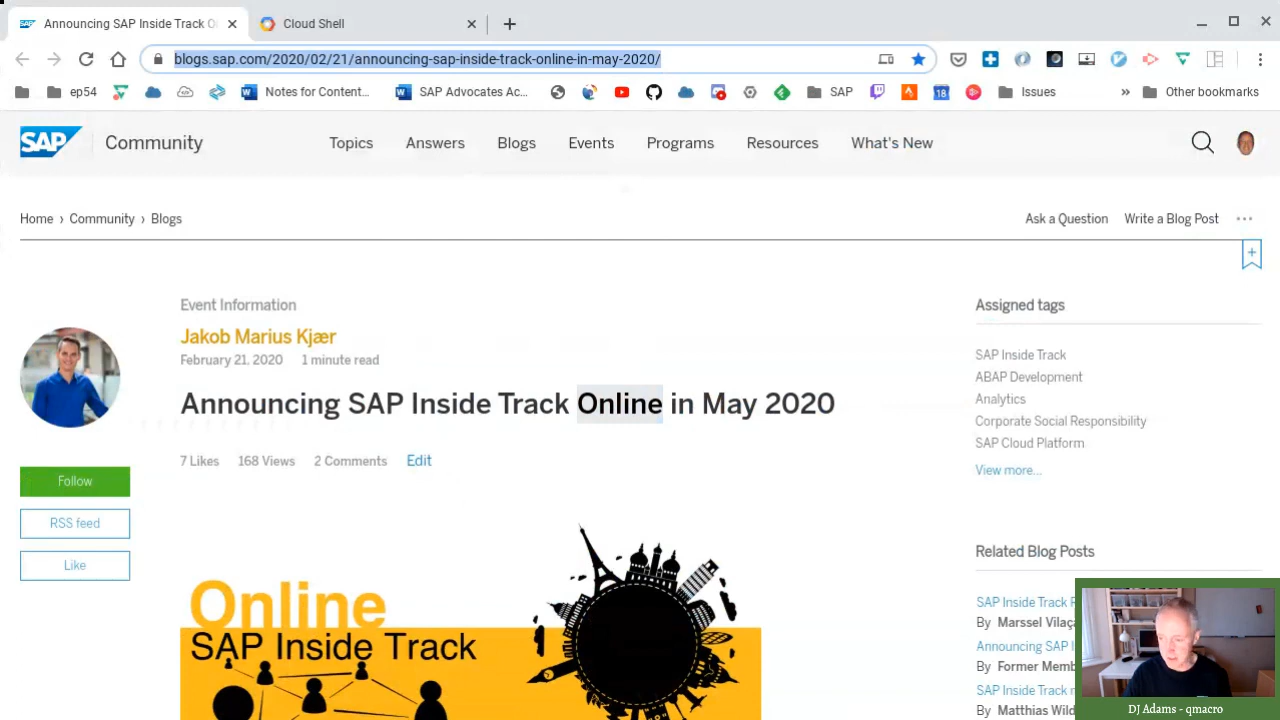 Announcing SAP Inside Track O
Cloud Shell
blogs.sap.com/2020/02/21/announcing-sap-inside-track-online-in-may-2020/
ep54
Notes for Content...
SAP Advocates Ac...
SAP
18
Issues
»
Other bookmarks
SAP
Community
Topics
Answers
Blogs
Events
Programs
Resources
What's New
Home › Community › Blogs
Ask a Question
Write a Blog Post
Event Information
Jakob Marius Kjær
February 21, 2020
1 minute read
Announcing SAP Inside Track Online in May 2020
7 Likes
168 Views
2 Comments
Edit
Follow
RSS feed
Like
Online
SAP Inside Track
Assigned tags
SAP Inside Track
ABAP Development
Analytics
Corporate Social Responsibility
SAP Cloud Platform
View more...
Related Blog Posts
SAP Inside Track
By Marssel Vilaça
Announcing SAP
By Former Memb
SAP Inside Track
By Matthias Wild
DJ Adams - qmacro